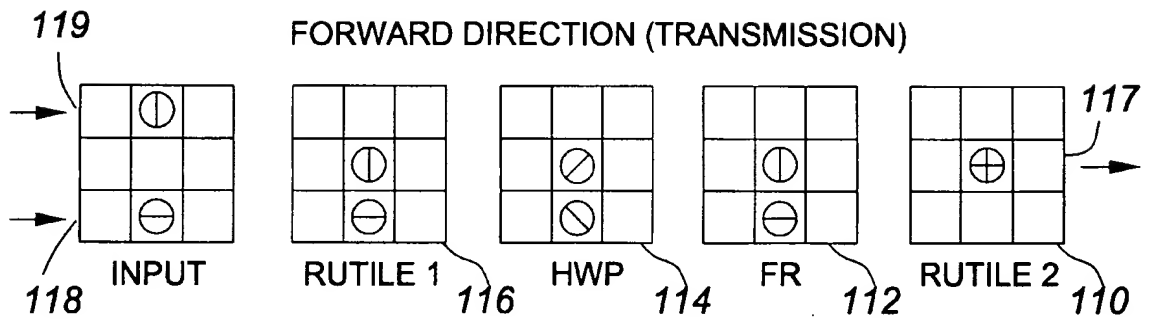 119
FORWARD DIRECTION (TRANSMISSION)
117
118
INPUT
RUTILE 1
116
HWP
114
FR
112
RUTILE 2
110